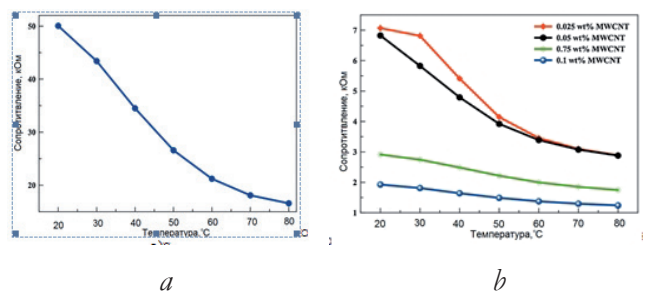 50
40
30
20
Сопротитвление, кОм
20 30 40 50 60 70 80
Температура,°С
a
7
6
5
4
3
2
1
Сопротитвление, кОм
0.025 wt% MWCNT
0.05 wt% MWCNT
0.75 wt% MWCNT
0.1 wt% MWCNT
20 30 40 50 60 70 80
Температура,°С
b